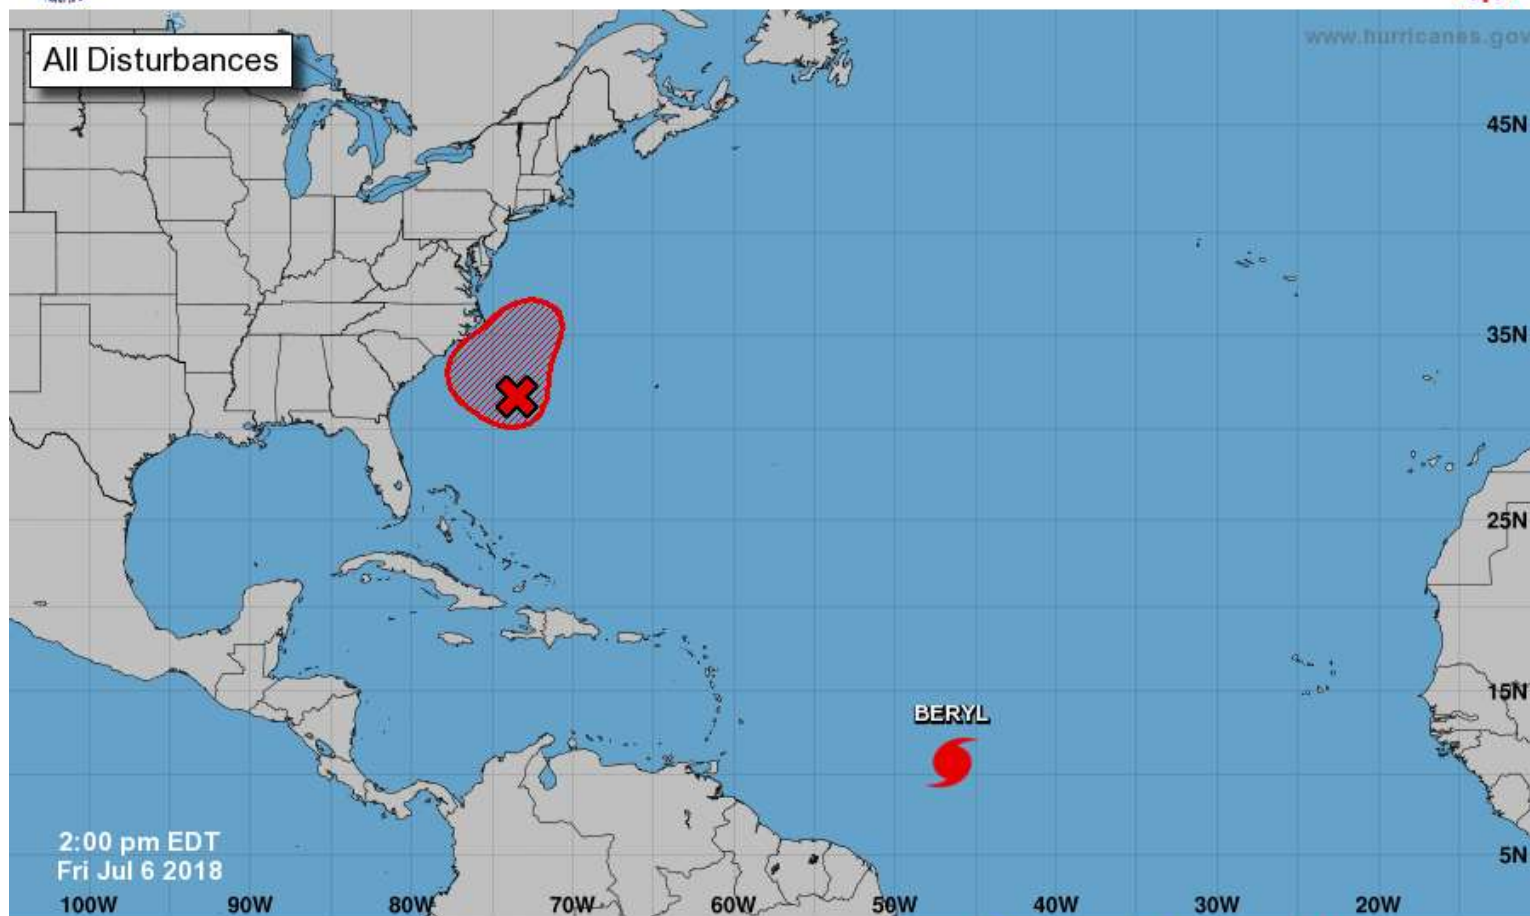 All Disturbances
www.hurricanes.gov
45N
35N
25N
15N
BERYL
2:00 pm EDT
Fri Jul 6 2018
5N
100W 90W 80W 70W 60W 50W 40W 30W 20W